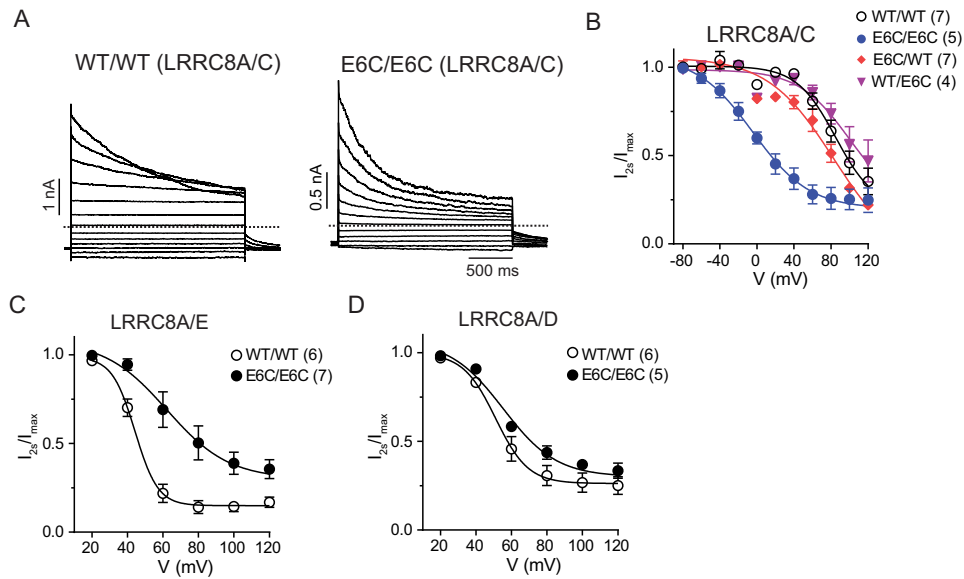 A
WT/WT (LRRC8A/C)
E6C/E6C (LRRC8A/C)
1 nA
0.5 nA
500 ms
B
LRRC8A/C
WT/WT (7)
E6C/E6C (5)
E6C/WT (7)
WT/E6C (4)
I2s/Imax
1.0
0.5
0.0
-80 -40 0 40 80 120
V (mV)
C
LRRC8A/E
WT/WT (6)
E6C/E6C (7)
I2s/Imax
1.0
0.5
0.0
20 40 60 80 100 120
V (mV)
D
LRRC8A/D
WT/WT (6)
E6C/E6C (5)
I2s/Imax
1.0
0.5
0.0
20 40 60 80 100 120
V (mV)